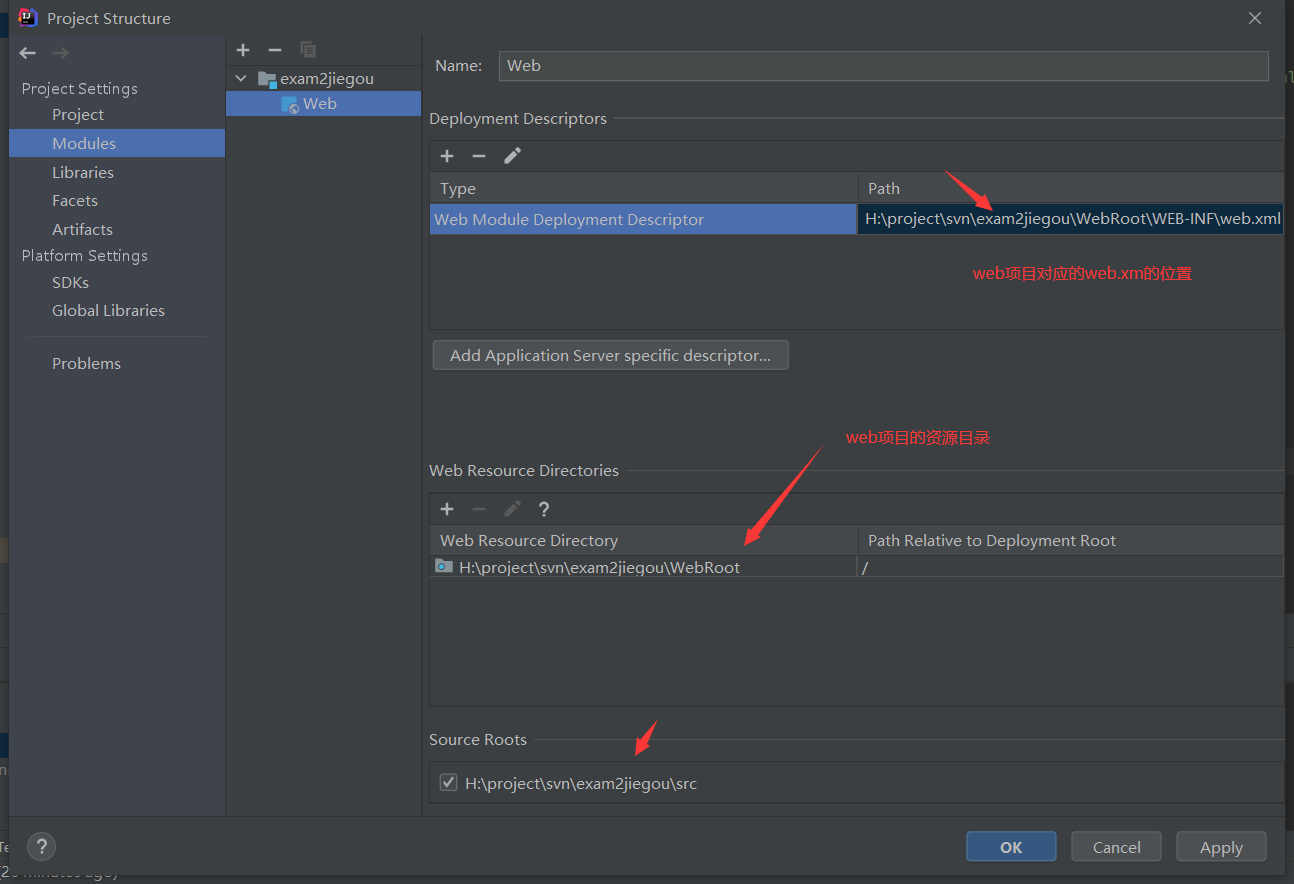 Project Structure
Project Settings
Project
Modules
Libraries
Facets
Artifacts
Platform Settings
SDKs
Global Libraries
Problems
exam2jiegou
Web
Name: Web
Deployment Descriptors
Type Path
Web Module Deployment Descriptor H:\project\svn\exam2jiegou\WebRoot\WEB-INF\web.xml
web项目对应的web.xm的位置
Add Application Server specific descriptor...
web项目的资源目录
Web Resource Directories
?
Web Resource Directory Path Relative to Deployment Root
H:\project\svn\exam2jiegou\WebRoot /
Source Roots
H:\project\svn\exam2jiegou\src
? OK Cancel Apply